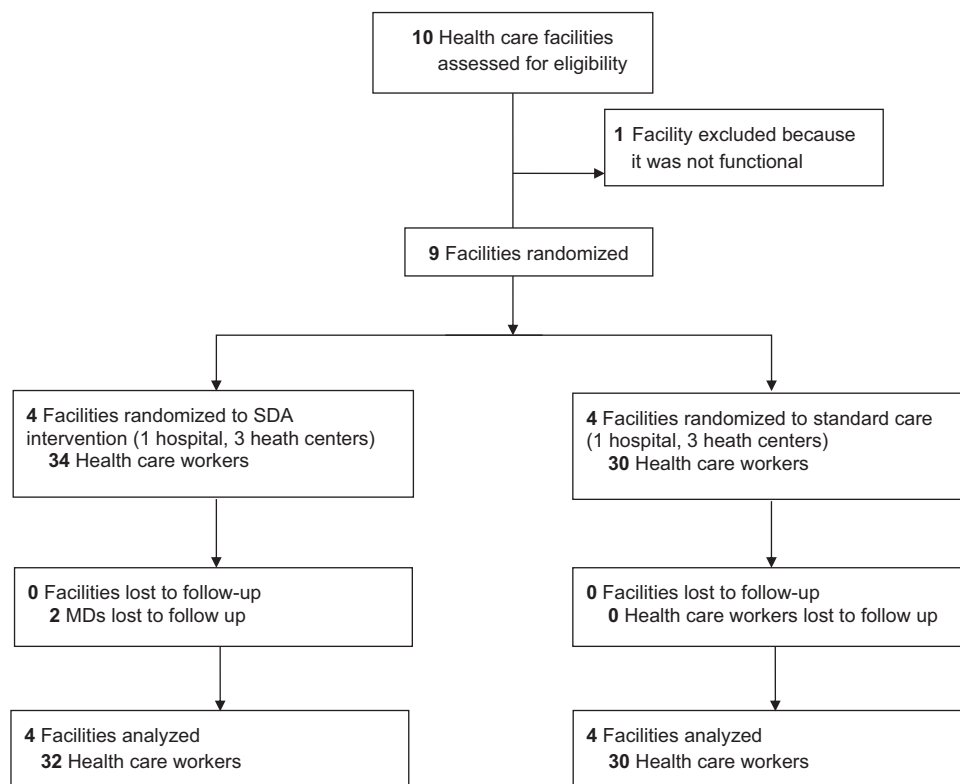 10 Health care facilities
assessed for eligibility
1 Facility excluded because
it was not functional
9 Facilities randomized
4 Facilities randomized to SDA
intervention (1 hospital, 3 heath centers)
34 Health care workers
4 Facilities randomized to standard care
(1 hospital, 3 heath centers)
30 Health care workers
0 Facilities lost to follow-up
2 MDs lost to follow up
0 Facilities lost to follow-up
0 Health care workers lost to follow up
4 Facilities analyzed
32 Health care workers
4 Facilities analyzed
30 Health care workers